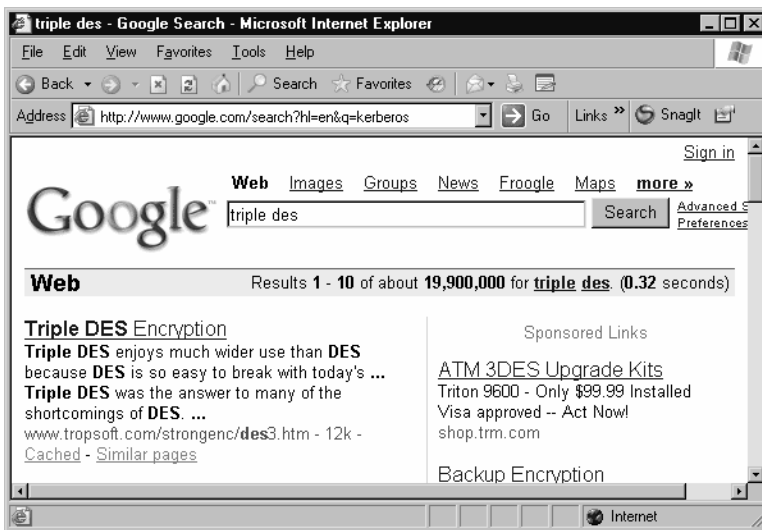 triple des - Google Search - Microsoft Internet Explorer
File Edit View Favorites Tools Help
Back Search Favorites
Address http://www.google.com/search?hl=en&q=kerberos Go Links » SnagIt
Sign in
Web Images Groups News Froogle Maps more »
Google™
triple des Search Advanced S
Preferences
Web Results 1 - 10 of about 19,900,000 for triple des. (0.32 seconds)
Triple DES Encryption
Triple DES enjoys much wider use than DES
because DES is so easy to break with today's ...
Triple DES was the answer to many of the
shortcomings of DES. ...
www.tropsoft.com/strongenc/des3.htm - 12k -
Cached - Similar pages
Sponsored Links
ATM 3DES Upgrade Kits
Triton 9600 - Only $99.99 Installed
Visa approved -- Act Now!
shop.trm.com
Backup Encryption
Internet